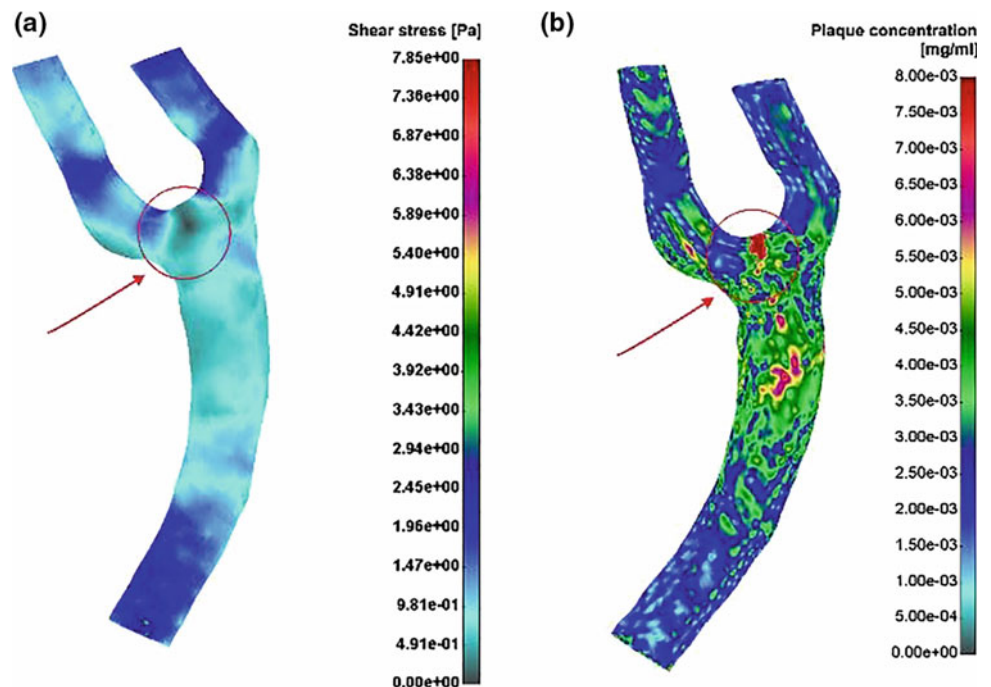 (a)
Shear stress [Pa]
7.85e+00
7.36e+00
6.87e+00
6.38e+00
5.89e+00
5.40e+00
4.91e+00
4.42e+00
3.92e+00
3.43e+00
2.94e+00
2.45e+00
1.96e+00
1.47e+00
9.81e-01
4.91e-01
0.00e+00
(b)
Plaque concentration
[mg/ml]
8.00e-03
7.50e-03
7.00e-03
6.50e-03
6.00e-03
5.50e-03
5.00e-03
4.50e-03
4.00e-03
3.50e-03
3.00e-03
2.50e-03
2.00e-03
1.50e-03
1.00e-03
5.00e-04
0.00e+00